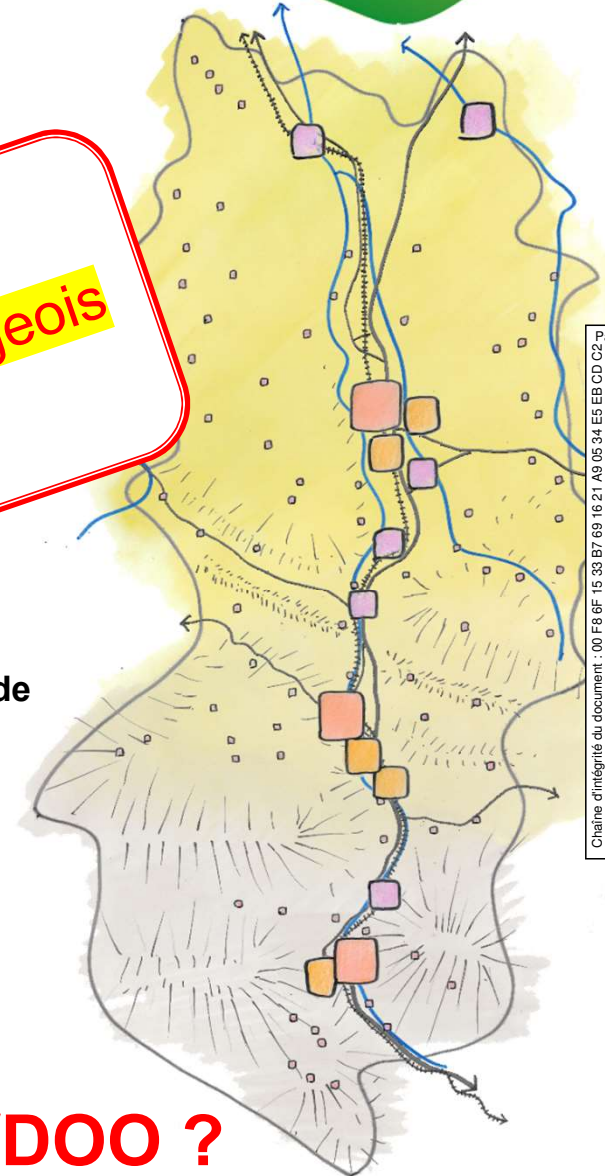 geois
Chaîne d'intégrité du document : 00 F8 6F 15 33 B7 69 16 21 A9 05 34 E5 EB CD C2
de
DOO ?